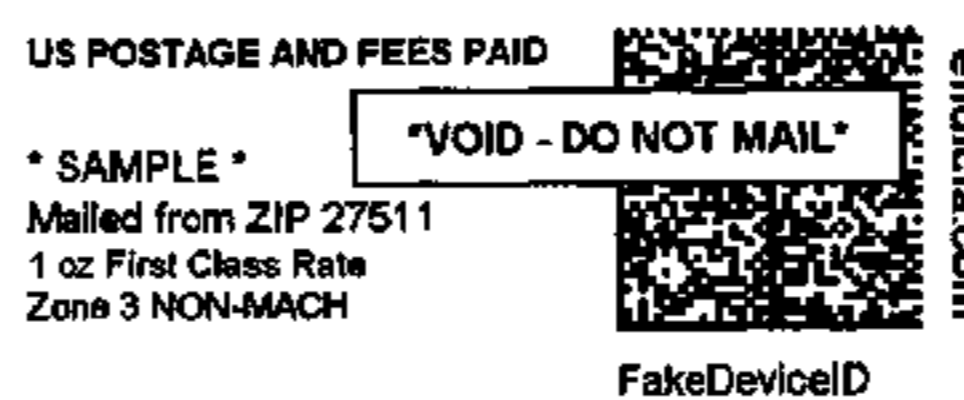 US POSTAGE AND FEES PAID
*VOID - DO NOT MAIL*
* SAMPLE *
Mailed from ZIP 27511
1 oz First Class Rate
Zone 3 NON-MACH
FakeDeviceID